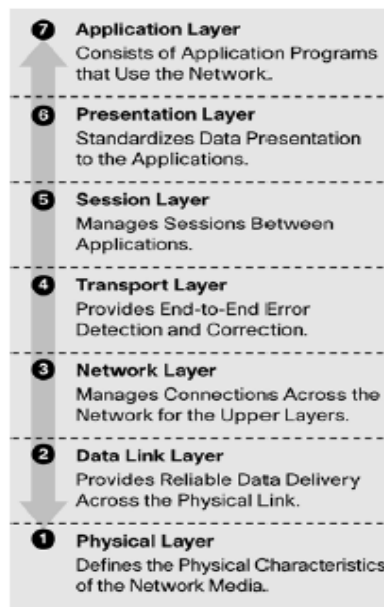 7 Application Layer
Consists of Application Programs
that Use the Network.
6 Presentation Layer
Standardizes Data Presentation
to the Applications.
5 Session Layer
Manages Sessions Between
Applications.
4 Transport Layer
Provides End-to-End Error
Detection and Correction.
3 Network Layer
Manages Connections Across the
Network for the Upper Layers.
2 Data Link Layer
Provides Reliable Data Delivery
Across the Physical Link.
1 Physical Layer
Defines the Physical Characteristics
of the Network Media.